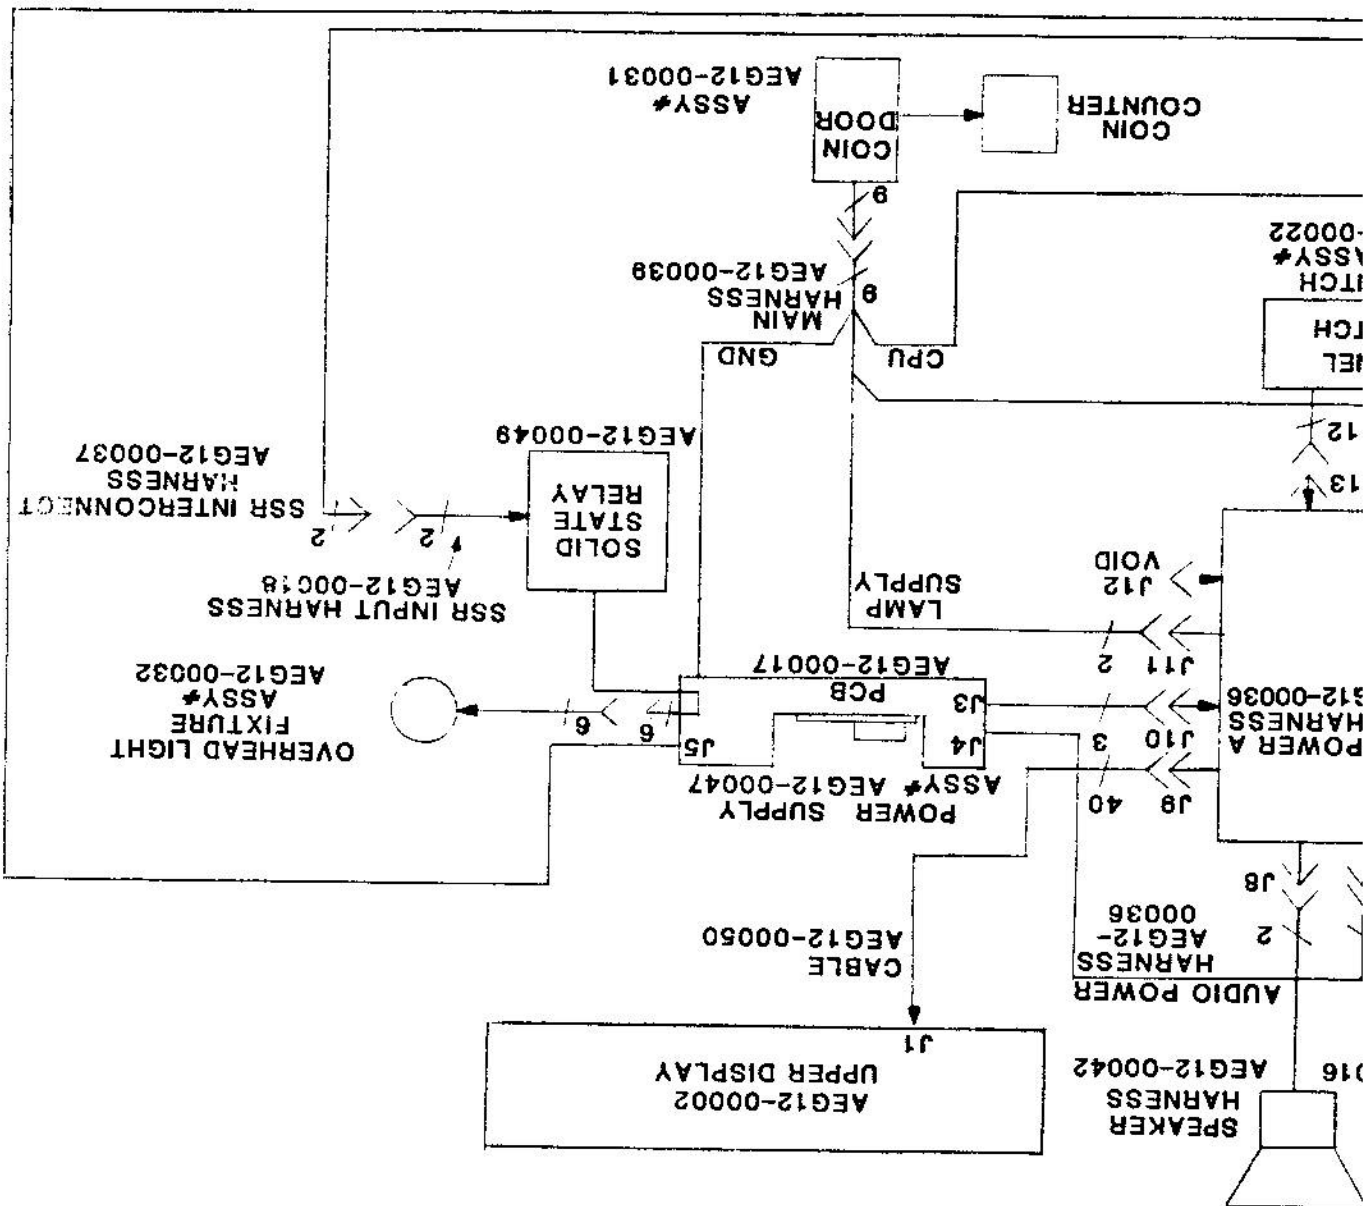 SPEAKER
HARNESS
AEG12-00042
016
AEG12-00002
UPPER DISPLAY
J1
AUDIO POWER
HARNESS
AEG12-
00036
CABLE
AEG12-00050
2
J8
POWER SUPPLY
ASSY# AEG12-00047
J9
40
POWER A
HARNESS
G12-00036
J10
3
J4
J3
J5
PCB
AEG12-00017
6
6
OVERHEAD LIGHT
FIXTURE
ASSY#
AEG12-00032
J11
2
LAMP
SUPPLY
J12
VOID
SSR INPUT HARNESS
AEG12-00018
SOLID
STATE
RELAY
AEG12-00049
2
2
SSR INTERCONNECT
HARNESS
AEG12-00037
13
12
NEL
TCH
ITCH
ASSY#
-00022
CPU
GND
MAIN
HARNESS
AEG12-00039
9
9
COIN
DOOR
ASSY#
AEG12-00031
COIN
COUNTER